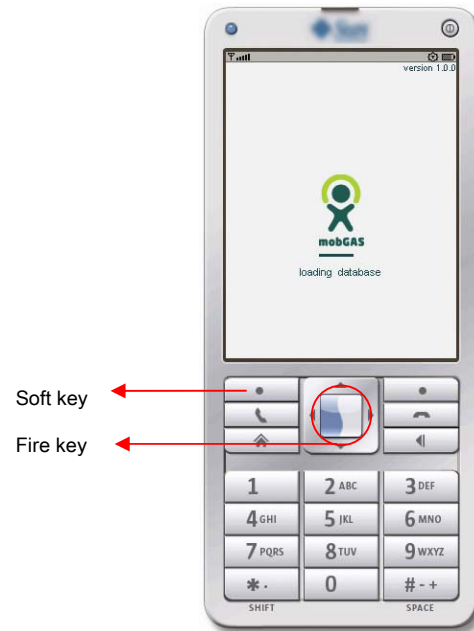 version 1.0.0
mobGAS
loading database
Soft key
Fire key
1
2 ABC
3 DEF
4 GHI
5 JKL
6 MNO
7 PQRS
8 TUV
9 WXYZ
* .
0
# - +
SHIFT
SPACE